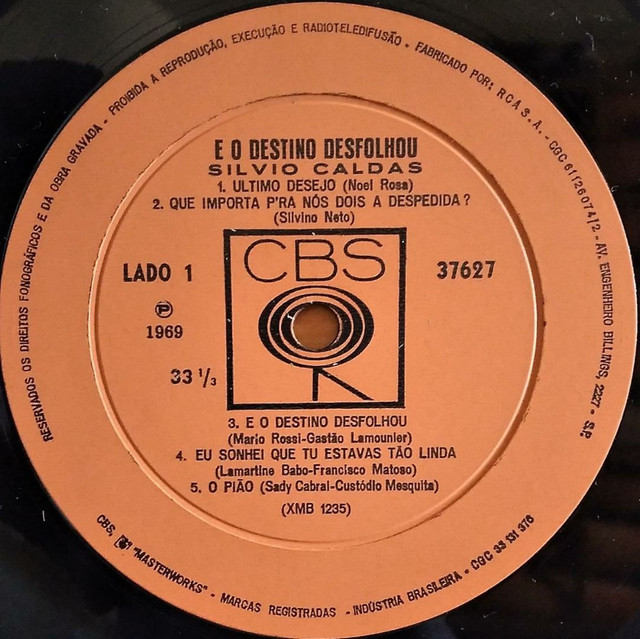 RESERVADOS OS DIREITOS FONOGRÁFICOS E DA OBRA GRAVADA - PROIBIDA A REPRODUÇÃO, EXECUÇÃO E RADIOTELEDIFUSÃO - FABRICADO POR: RCA S.A. - CGC 61126074/2 - AV. ENGENHEIRO BILLINGS, 2227 - S.P.
E O DESTINO DESFOLHOU
SILVIO CALDAS
1. ULTIMO DESEJO (Noel Rosa)
2. QUE IMPORTA P'RA NÓS DOIS A DESPEDIDA ?
(Silvino Neto)
LADO 1
CBS
37627
℗
1969
33 1/3
3. E O DESTINO DESFOLHOU
(Mario Rossi-Gastão Lamounier)
4. EU SONHEI QUE TU ESTAVAS TÃO LINDA
(Lamartine Babo-Francisco Matoso)
5. O PIÃO (Sady Cabral-Custódio Mesquita)
(XMB 1235)
CBS, "MASTERWORKS" - MARCAS REGISTRADAS - INDÚSTRIA BRASILEIRA - CGC 33 131 376